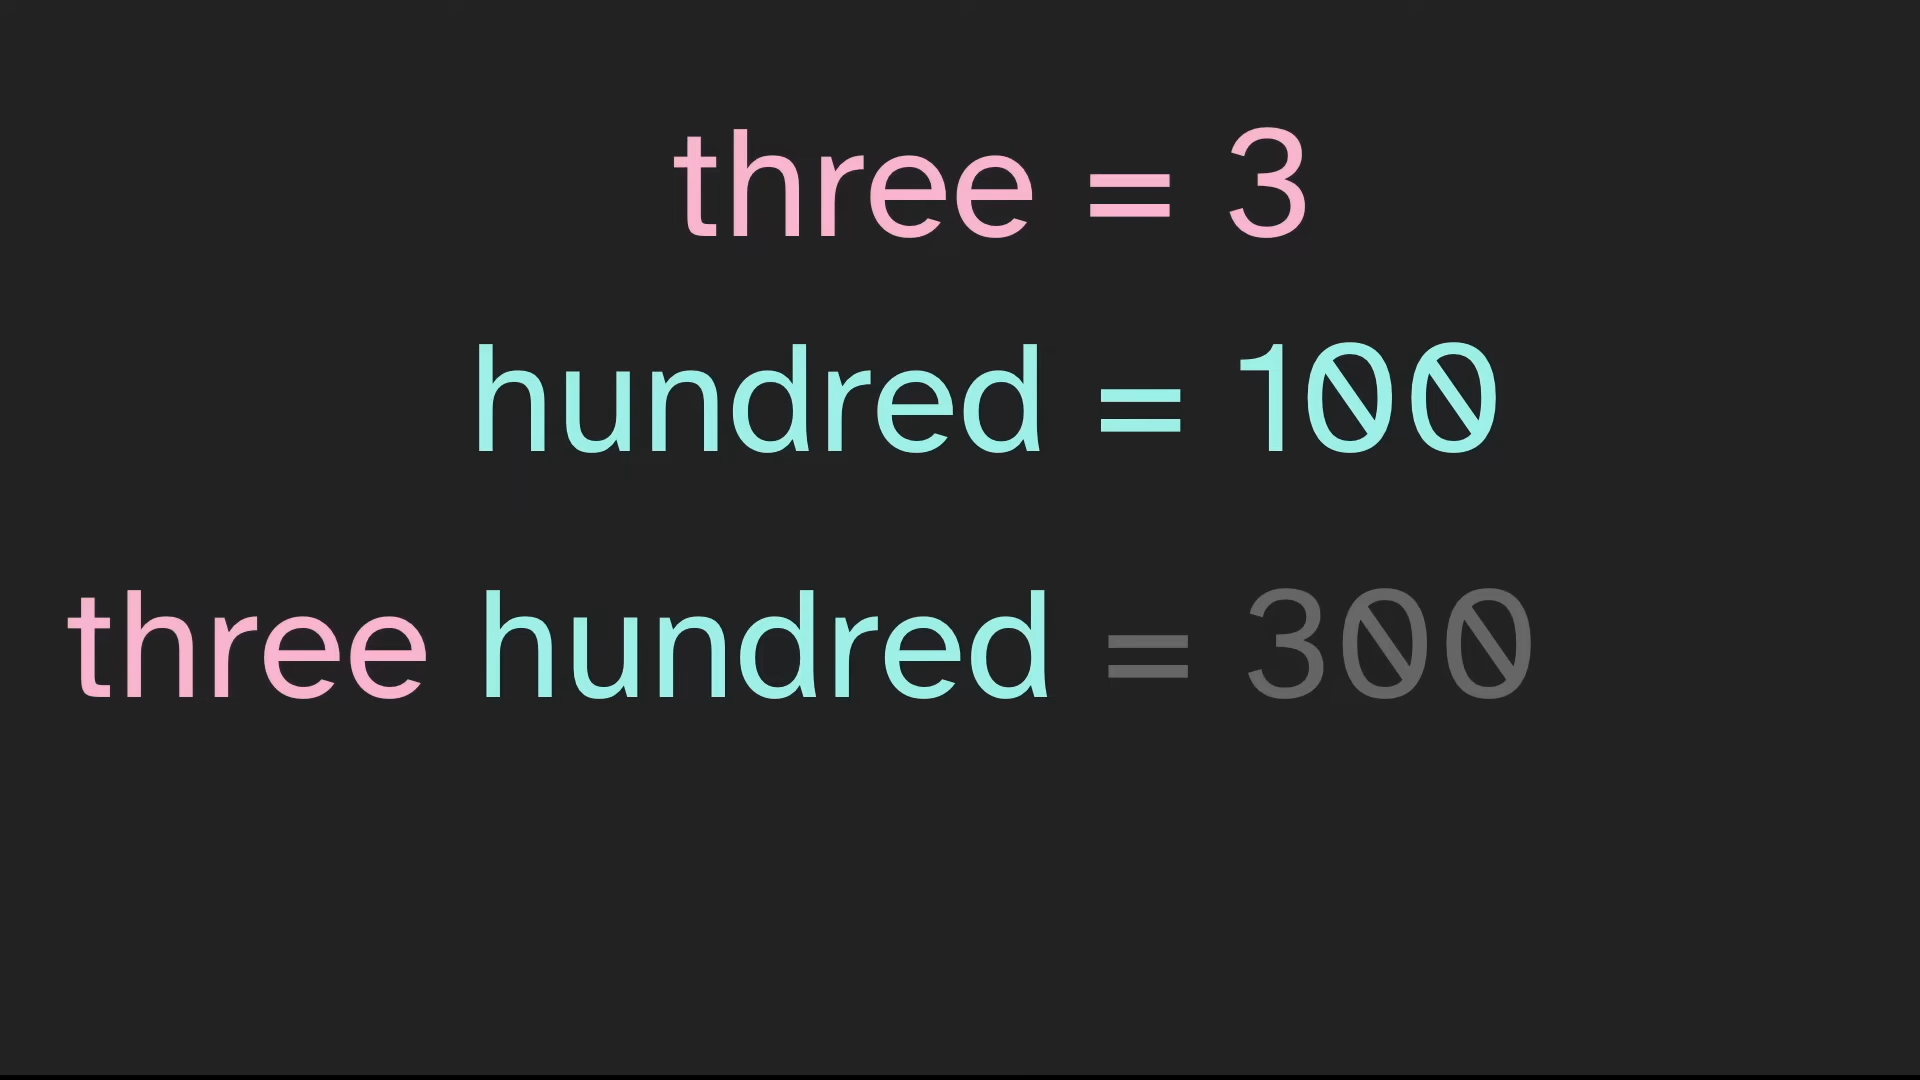 three = 3
hundred = 100
three hundred = 300